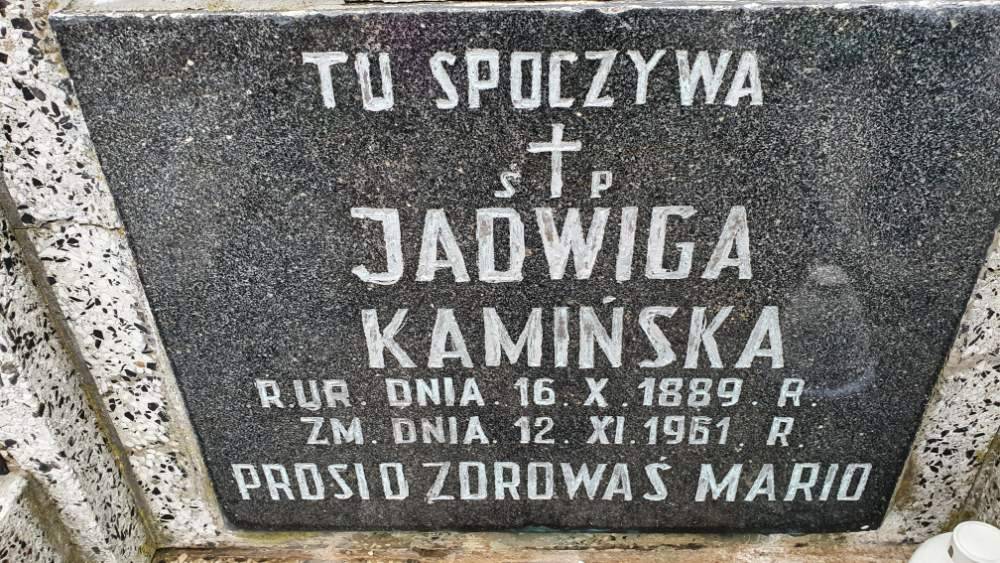 TU SPOCZYWA
Ś P
JADWIGA
KAMIŃSKA
R.UR. DNIA. 16. X. 1889. R.
ZM. DNIA. 12. XI. 1961. R.
PROSI O ZDROWAŚ MARIO